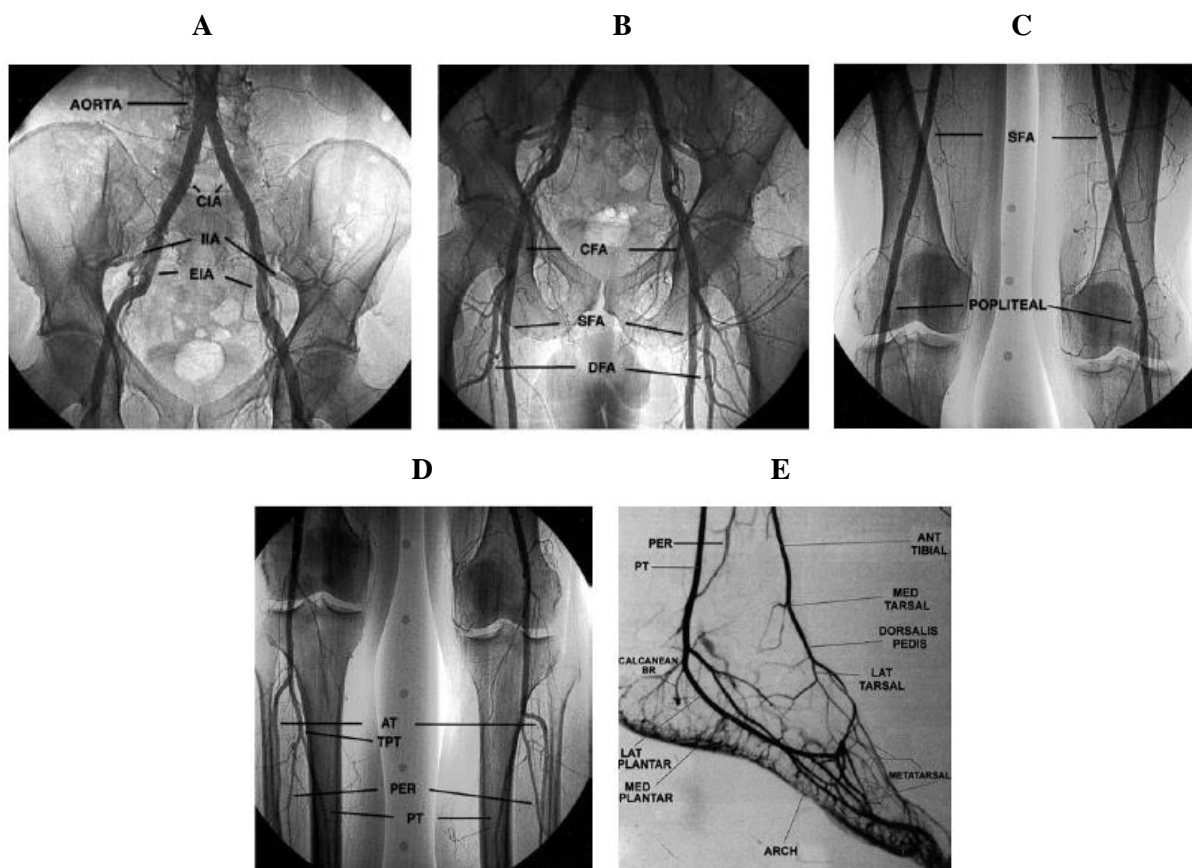 A
B
C
AORTA
CIA
IIA
EIA
CFA
SFA
DFA
SFA
POPLITEAL
D
E
AT
TPT
PER
PT
PER
PT
ANT
TIBIAL
MED
TARSAL
DORSALIS
PEDIS
CALCANEAN
BR
LAT
TARSAL
LAT
PLANTAR
MED
PLANTAR
METATARSAL
ARCH